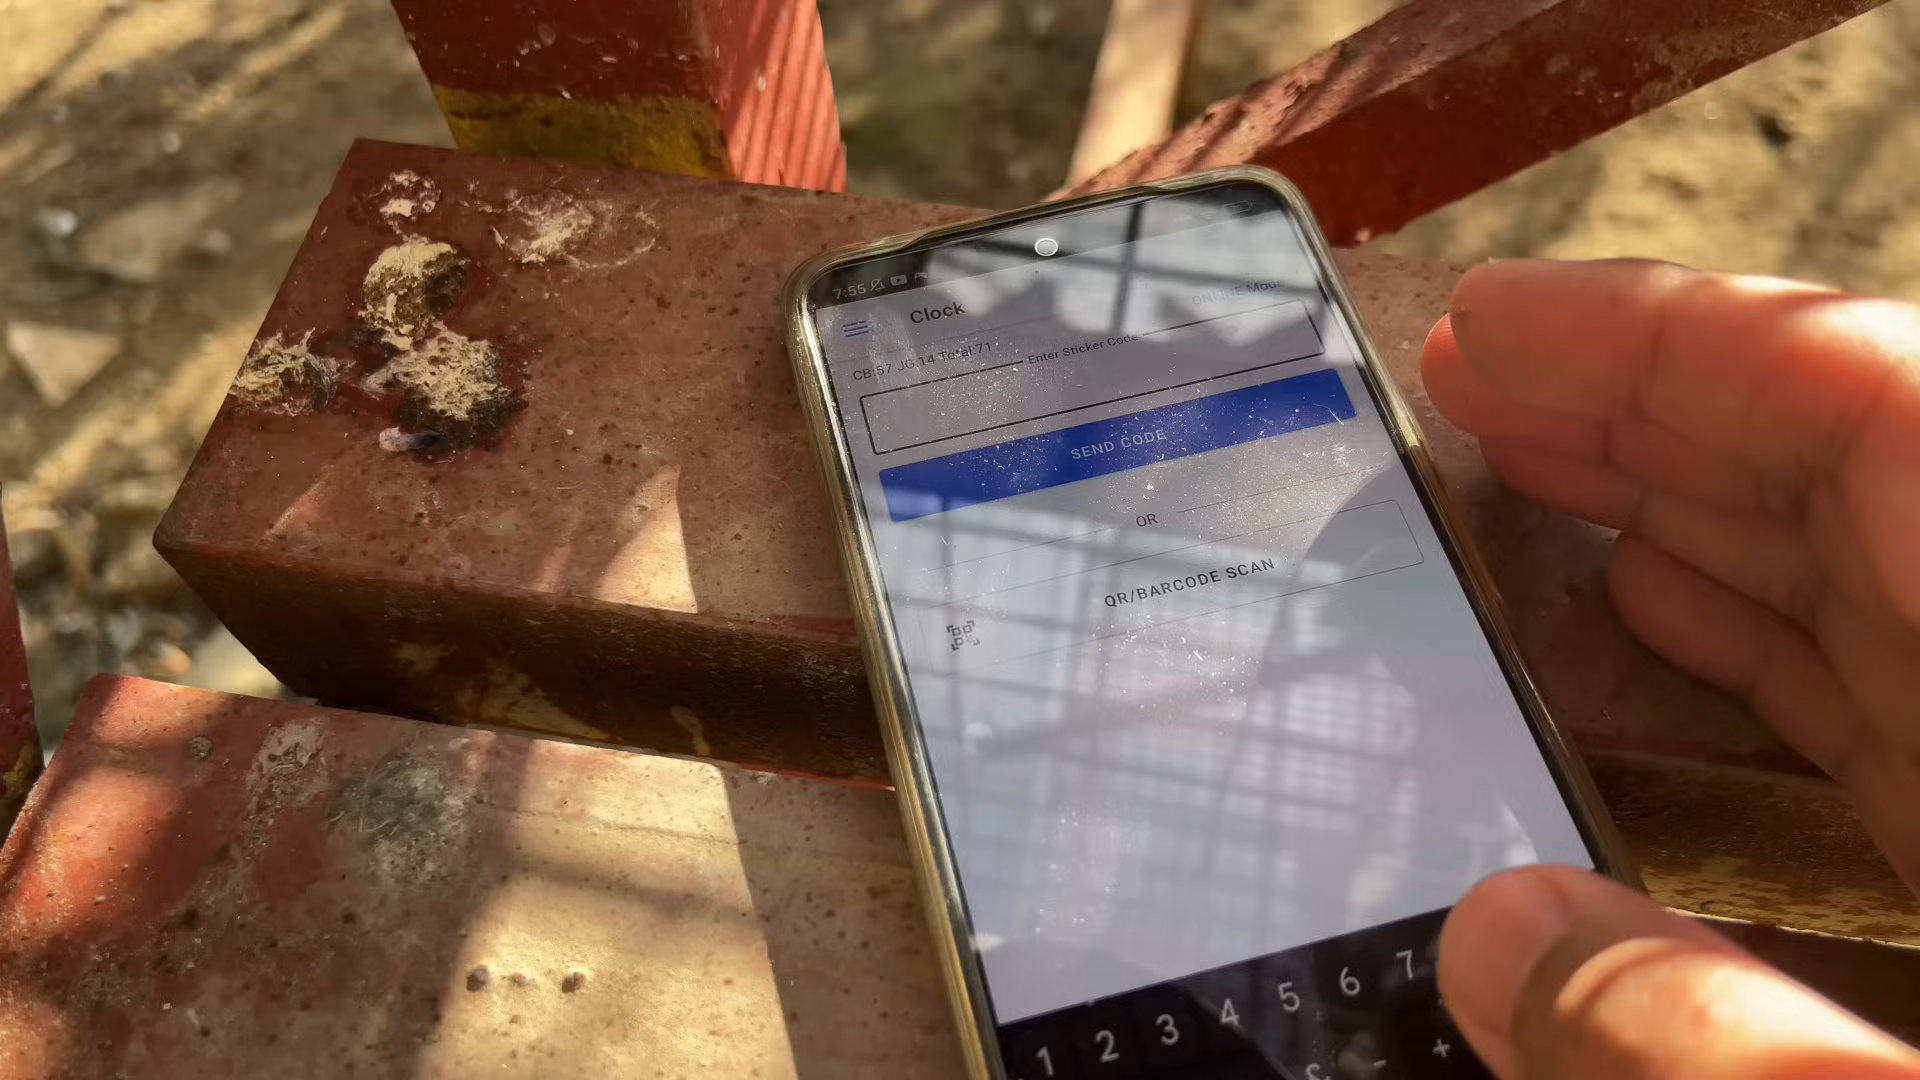 7:55
Clock
ONLINE Mode
CB:57 JG:14 Total:71
Enter Sticker Code
SEND CODE
OR
QR/BARCODE SCAN
1 2 3 4 5 6 7
& - +